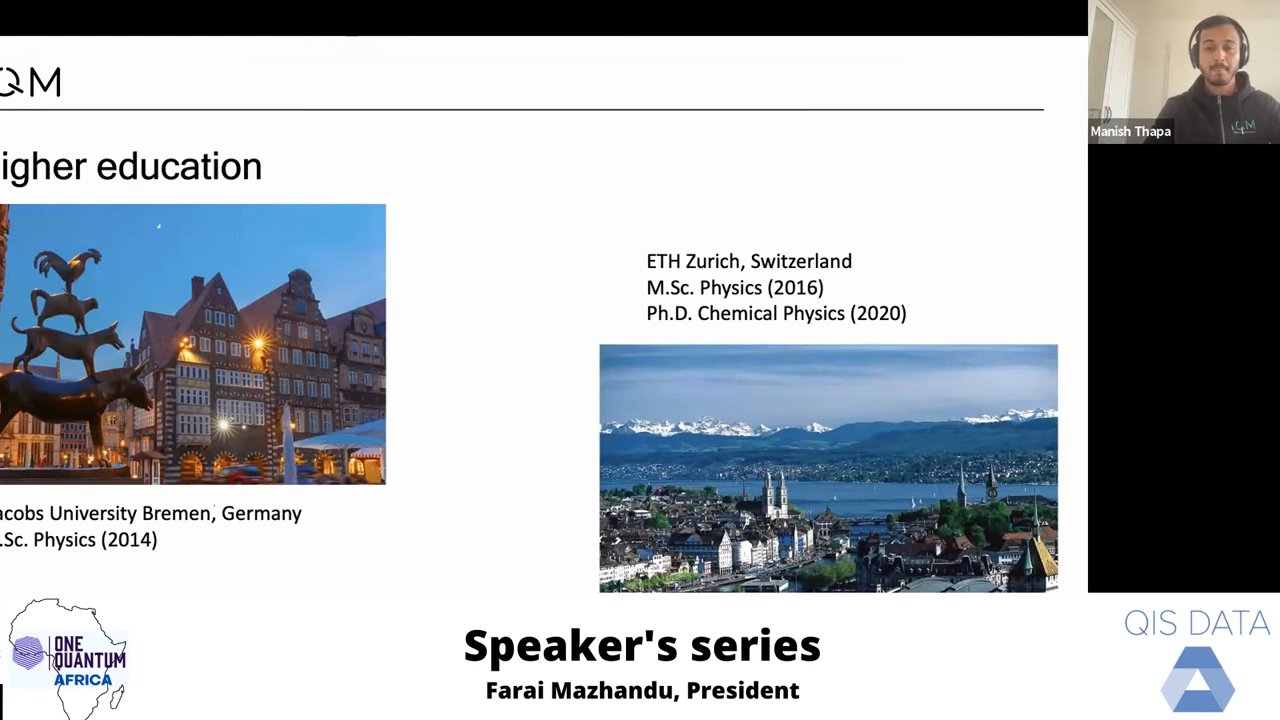 QM
Manish Thapa
IQM
igher education
ETH Zurich, Switzerland
M.Sc. Physics (2016)
Ph.D. Chemical Physics (2020)
acobs University Bremen, Germany
.Sc. Physics (2014)
ONE
QUANTUM
AFRICA
Speaker's series
Farai Mazhandu, President
QIS DATA